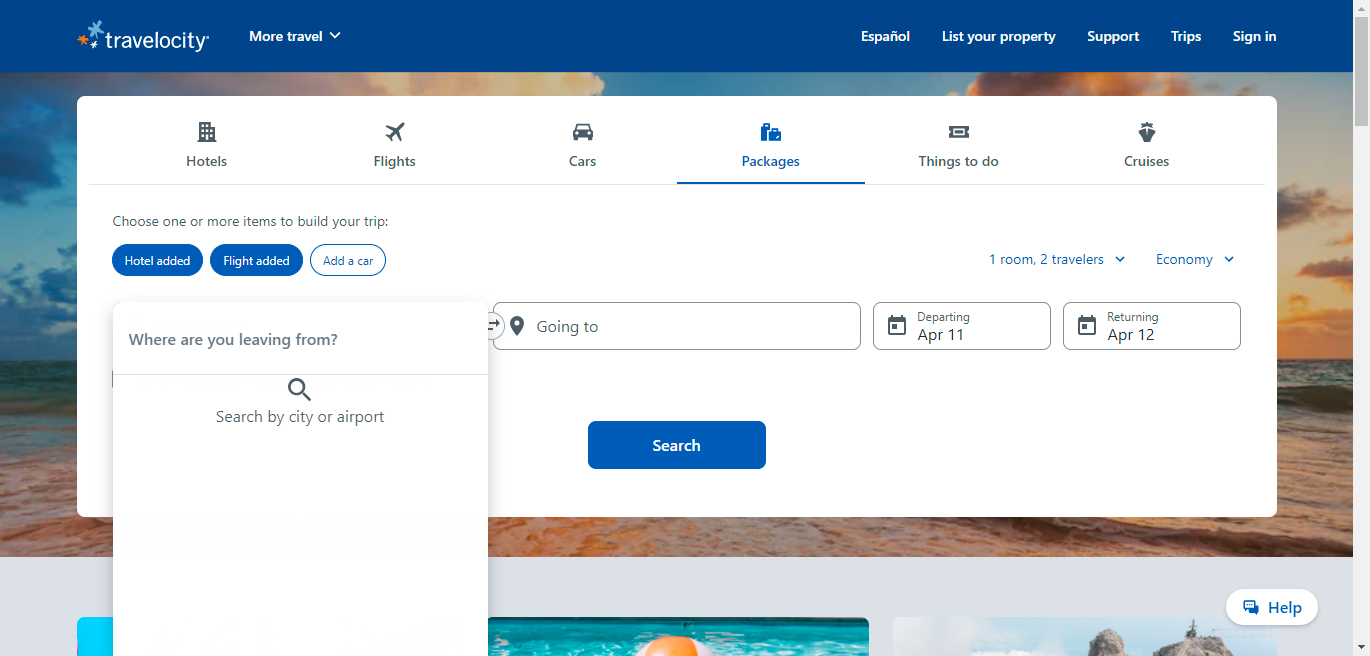 travelocity
More travel
Español
List your property
Support
Trips
Sign in
Hotels
Flights
Cars
Packages
Things to do
Cruises
Choose one or more items to build your trip:
Hotel added
Flight added
Add a car
1 room, 2 travelers
Economy
Where are you leaving from?
Going to
Departing
Apr 11
Returning
Apr 12
Search by city or airport
Search
Help